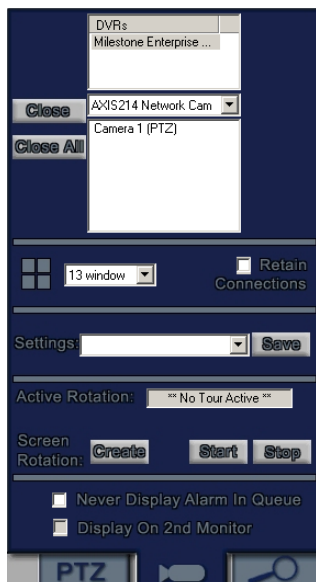 DVRs
Milestone Enterprise ...
Close
AXIS214 Network Cam
Close All
Camera 1 (PTZ)
13 window
Retain Connections
Settings:
Save
Active Rotation:
** No Tour Active **
Screen Rotation:
Create
Start
Stop
Never Display Alarm In Queue
Display On 2nd Monitor
PTZ